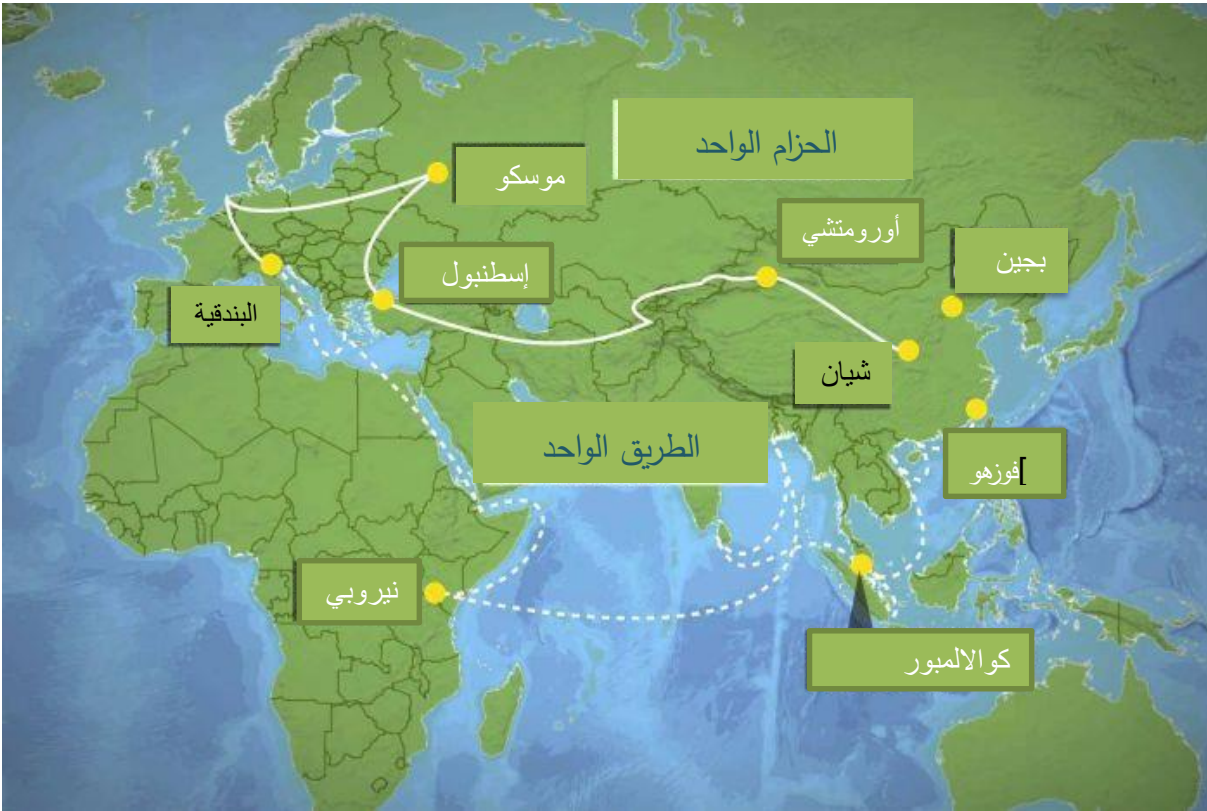 الحزام الواحد
موسكو
أورومتشي
بجين
إسطنبول
البندقية
شيان
الطريق الواحد
[فوزهو
نيروبي
كوالالمبور